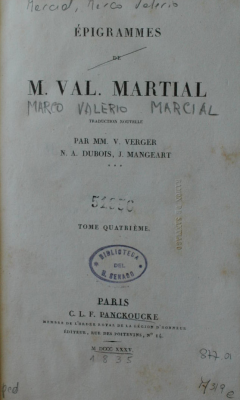 Marcial, Marco Valerio
ÉPIGRAMMES
DE
M. VAL. MARTIAL
MARCO VALERIO MARCIAL
TRADUCTION NOUVELLE
PAR MM. V. VERGER
N. A. DUBOIS, J. MANGEART
TOME QUATRIÈME.
BIBLIOTECA
DEL
PARIS
C. L. F. PANCKOUCKE
MEMBRE DE L'ORDRE ROYAL DE LA LÉGION D'HONNEUR
ÉDITEUR, RUE DES POITEVINS, Nº 14
M DCCC XXXV.
1835